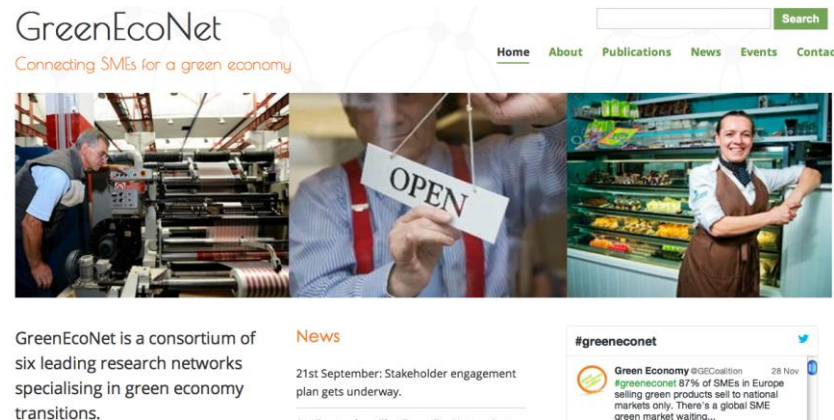 GreenEcoNet
Connecting SMEs for a green economy
Search
Home About Publications News Events
OPEN
GreenEcoNet is a consortium of
six leading research networks
specialising in green economy
transitions.
News
21st September: Stakeholder engagement
plan gets underway.
#greeneconet
Green Economy @GECoalition 28 Nov
#greeneconet 87% of SMEs in Europe
selling green products sell to national
markets only. There's a global SME
green market waiting...